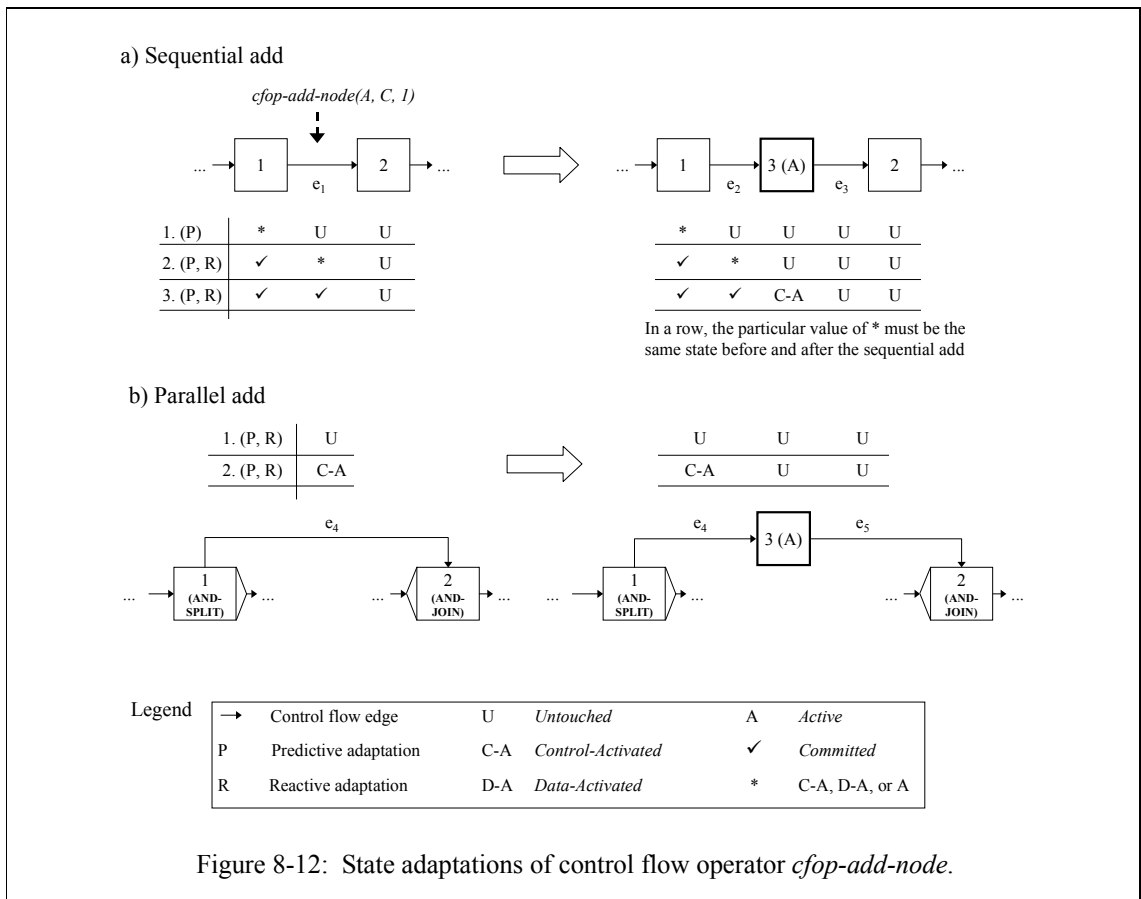 a) Sequential add
cfop-add-node(A, C, 1)
... 1 2 ... ... 1 3 (A) 2 ...
e1 e2 e3
1. (P) * U U * U U U U
2. (P, R) ✓ * U ✓ * U U U
3. (P, R) ✓ ✓ U ✓ ✓ C-A U U
In a row, the particular value of * must be the
same state before and after the sequential add
b) Parallel add
1. (P, R) U U U U
2. (P, R) C-A C-A U U
e4 e4 3 (A) e5
... 1 ... ... 2 ... ... 1 ... ... 2 ...
(AND- (AND- (AND- (AND-
SPLIT) JOIN) SPLIT) JOIN)
Legend
→ Control flow edge U Untouched A Active
P Predictive adaptation C-A Control-Activated ✓ Committed
R Reactive adaptation D-A Data-Activated * C-A, D-A, or A
Figure 8-12: State adaptations of control flow operator cfop-add-node.